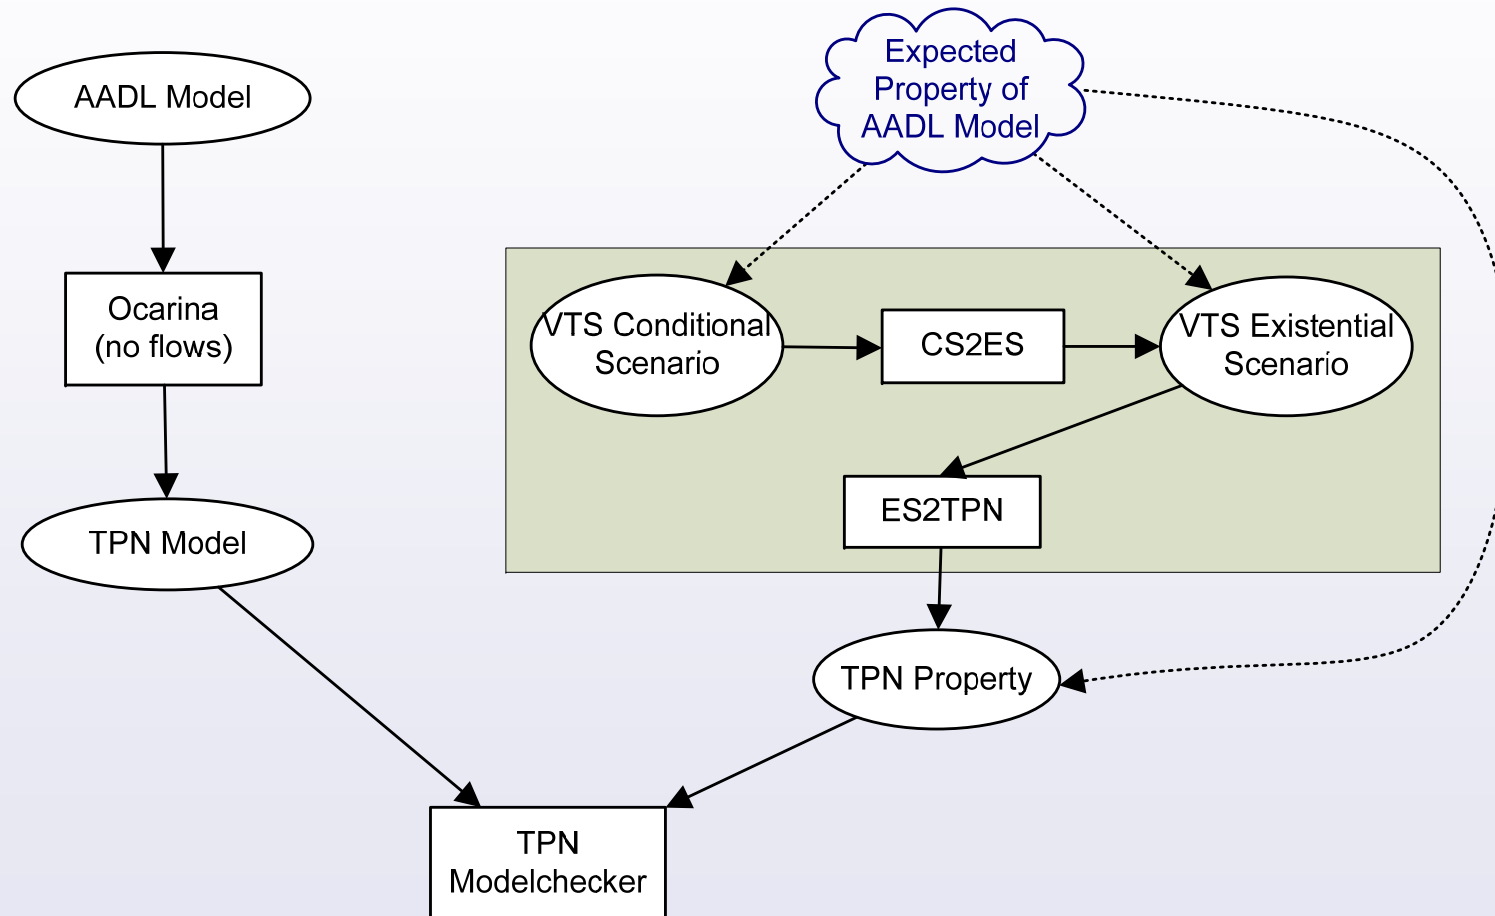 AADL Model
Expected
Property of
AADL Model
Ocarina
(no flows)
VTS Conditional
Scenario
CS2ES
VTS Existential
Scenario
ES2TPN
TPN Model
TPN Property
TPN
Modelchecker